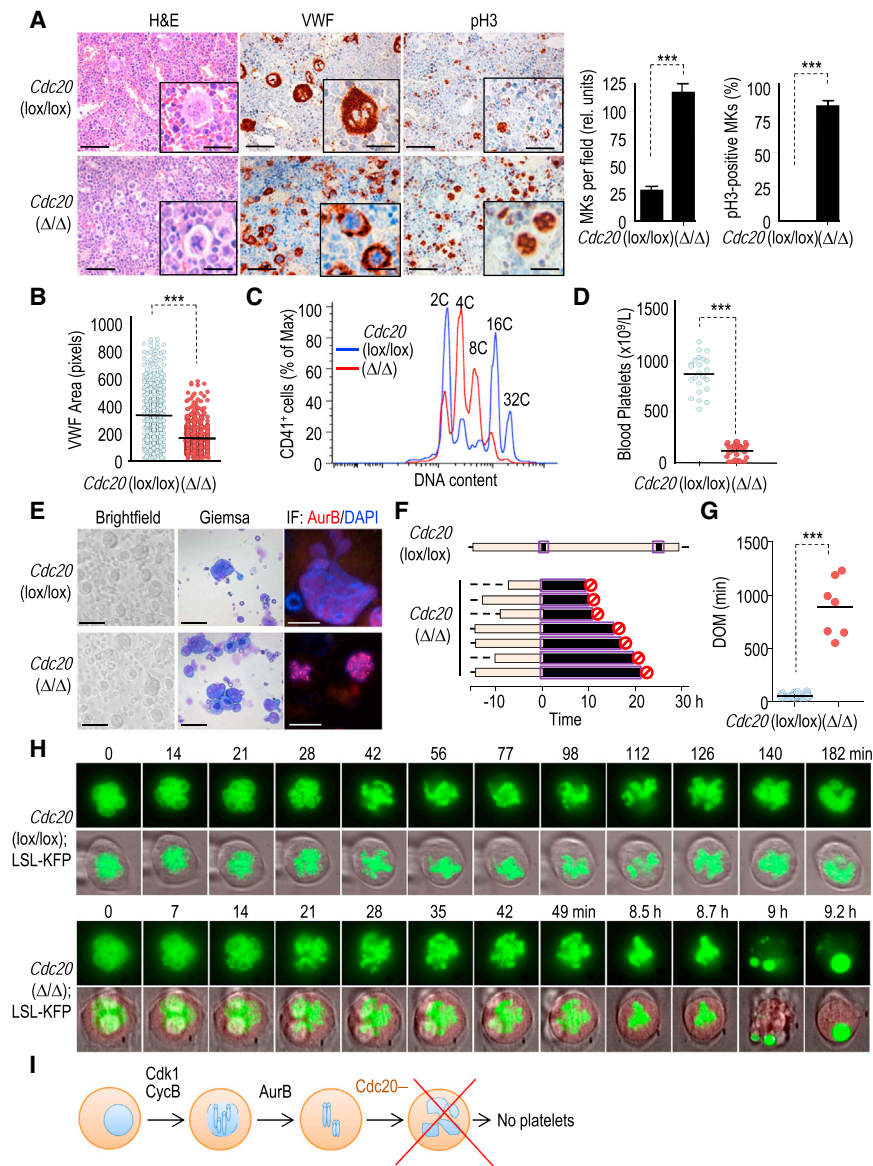 A
H&E VWF pH3
Cdc20
(lox/lox)
Cdc20
(Δ/Δ)
MKs per field (rel. units)
125
100
75
50
25
0
Cdc20 (lox/lox)(Δ/Δ)
***
pH3-positive MKs (%)
100
75
50
25
0
Cdc20 (lox/lox)(Δ/Δ)
***
B
VWF Area (pixels)
1000
800
600
400
200
0
***
Cdc20 (lox/lox)(Δ/Δ)
C
CD41⁺ cells (% of Max)
100
80
60
40
20
0
Cdc20
(lox/lox)
(Δ/Δ)
2C 4C
8C
16C
32C
DNA content
D
Blood Platelets (x10⁹/L)
1500
1000
500
0
***
Cdc20 (lox/lox)(Δ/Δ)
E
Brightfield Giemsa IF: AurB/DAPI
Cdc20
(lox/lox)
Cdc20
(Δ/Δ)
F
Cdc20
(lox/lox)
Cdc20
(Δ/Δ)
-10 0 10 20 30 h
Time
G
DOM (min)
1500
1000
500
0
***
Cdc20 (lox/lox)(Δ/Δ)
H
0 14 21 28 42 56 77 98 112 126 140 182 min
Cdc20
(lox/lox);
LSL-KFP
0 7 14 21 28 35 42 49 min 8.5 h 8.7 h 9 h 9.2 h
Cdc20
(Δ/Δ);
LSL-KFP
I
Cdk1
CycB
AurB
Cdc20–
No platelets